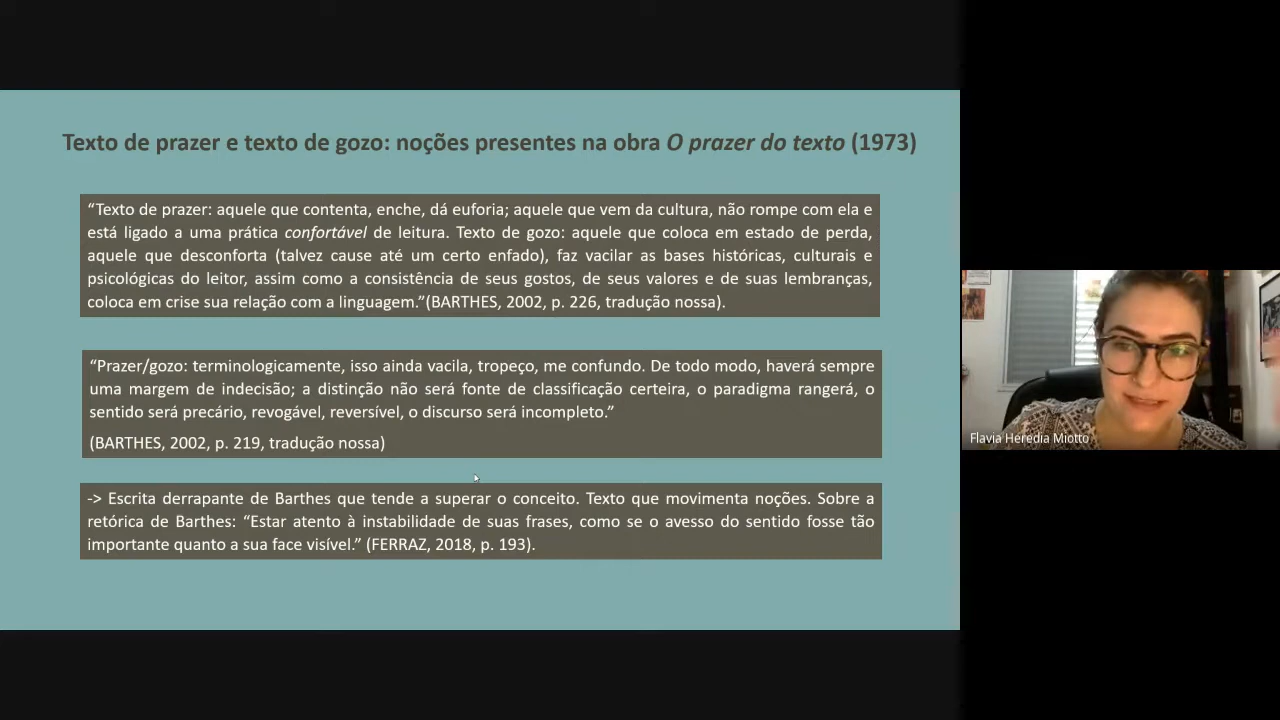 Texto de prazer e texto de gozo: noções presentes na obra O prazer do texto (1973)
“Texto de prazer: aquele que contenta, enche, dá euforia; aquele que vem da cultura, não rompe com ela e
está ligado a uma prática confortável de leitura. Texto de gozo: aquele que coloca em estado de perda,
aquele que desconforta (talvez cause até um certo enfado), faz vacilar as bases históricas, culturais e
psicológicas do leitor, assim como a consistência de seus gostos, de seus valores e de suas lembranças,
coloca em crise sua relação com a linguagem.”(BARTHES, 2002, p. 226, tradução nossa).
“Prazer/gozo: terminologicamente, isso ainda vacila, tropeço, me confundo. De todo modo, haverá sempre
uma margem de indecisão; a distinção não será fonte de classificação certeira, o paradigma rangerá, o
sentido será precário, revogável, reversível, o discurso será incompleto.”
(BARTHES, 2002, p. 219, tradução nossa)
-> Escrita derrapante de Barthes que tende a superar o conceito. Texto que movimenta noções. Sobre a
retórica de Barthes: “Estar atento à instabilidade de suas frases, como se o avesso do sentido fosse tão
importante quanto a sua face visível.” (FERRAZ, 2018, p. 193).
Flavia Heredia Miotto